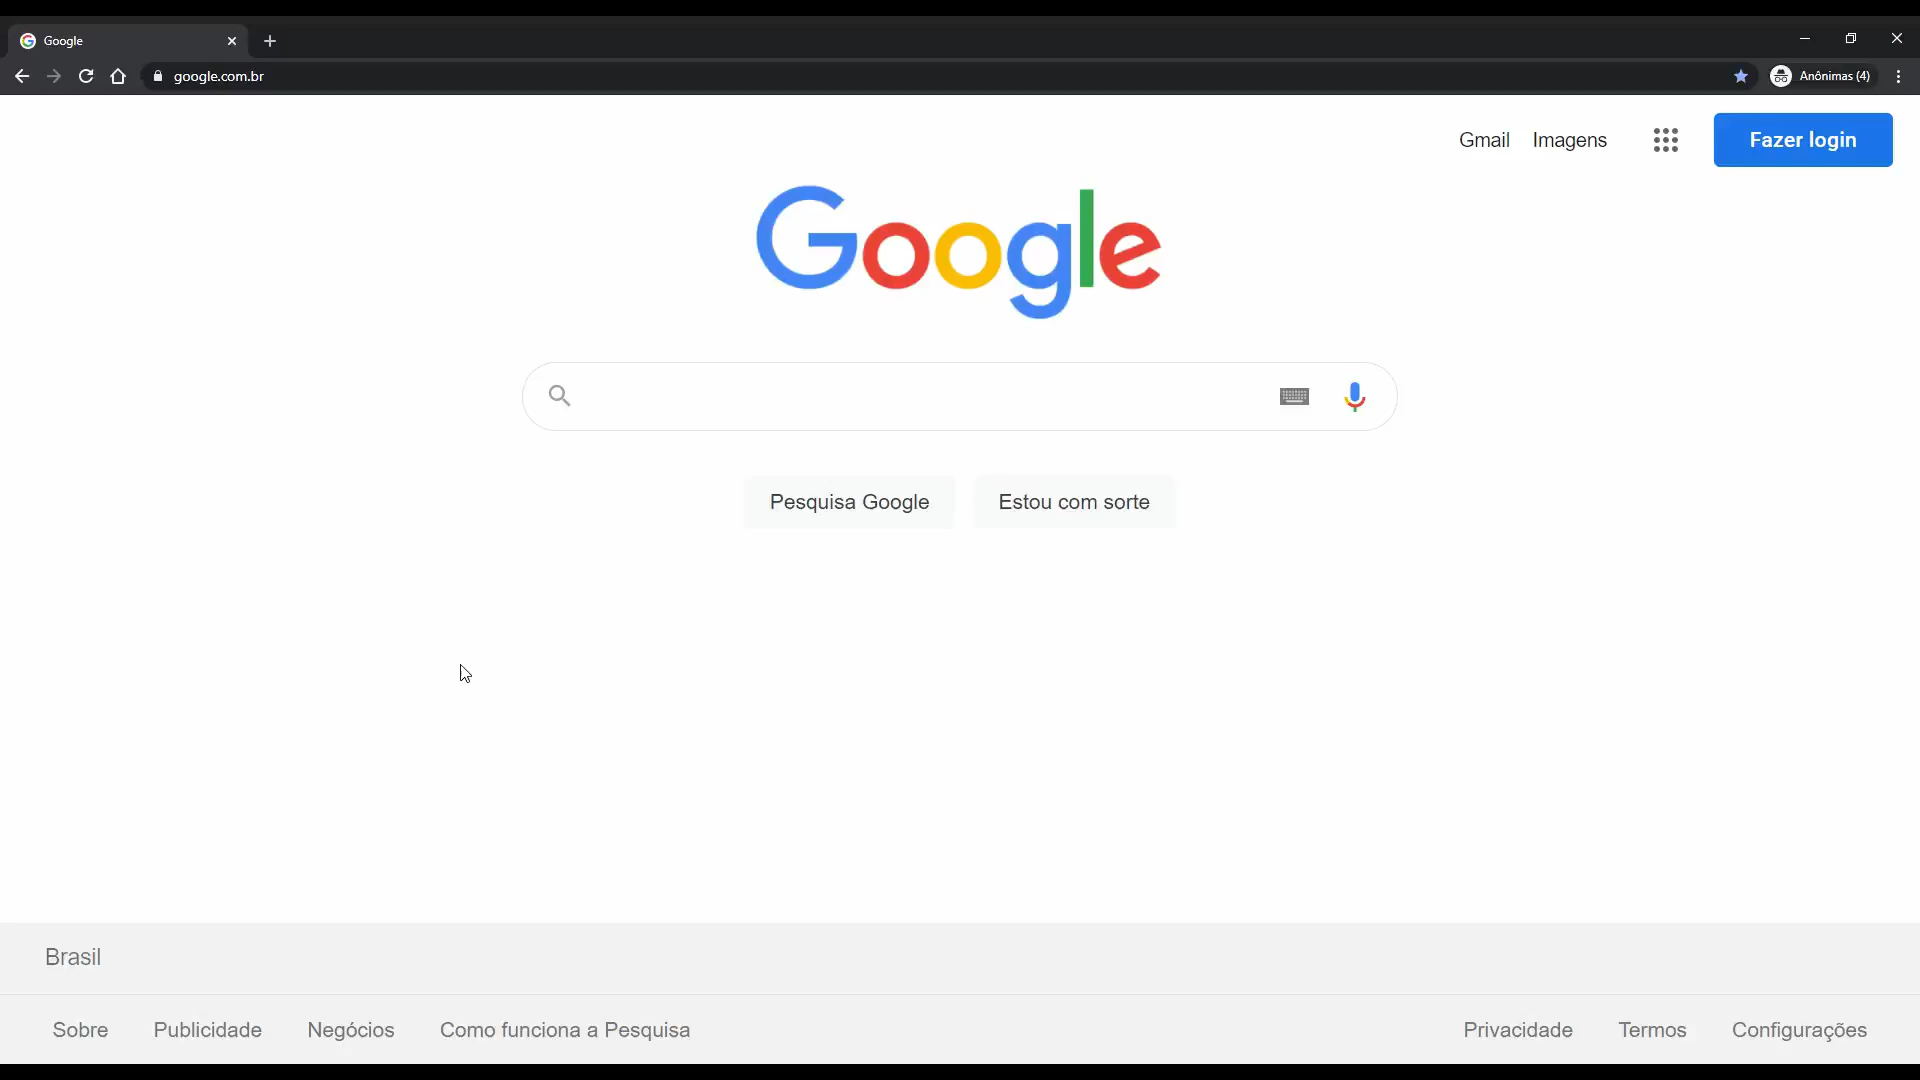 Google
google.com.br
Anônimas (4)
Gmail Imagens Fazer login
Google
Pesquisa Google Estou com sorte
Brasil
Sobre Publicidade Negócios Como funciona a Pesquisa Privacidade Termos Configurações